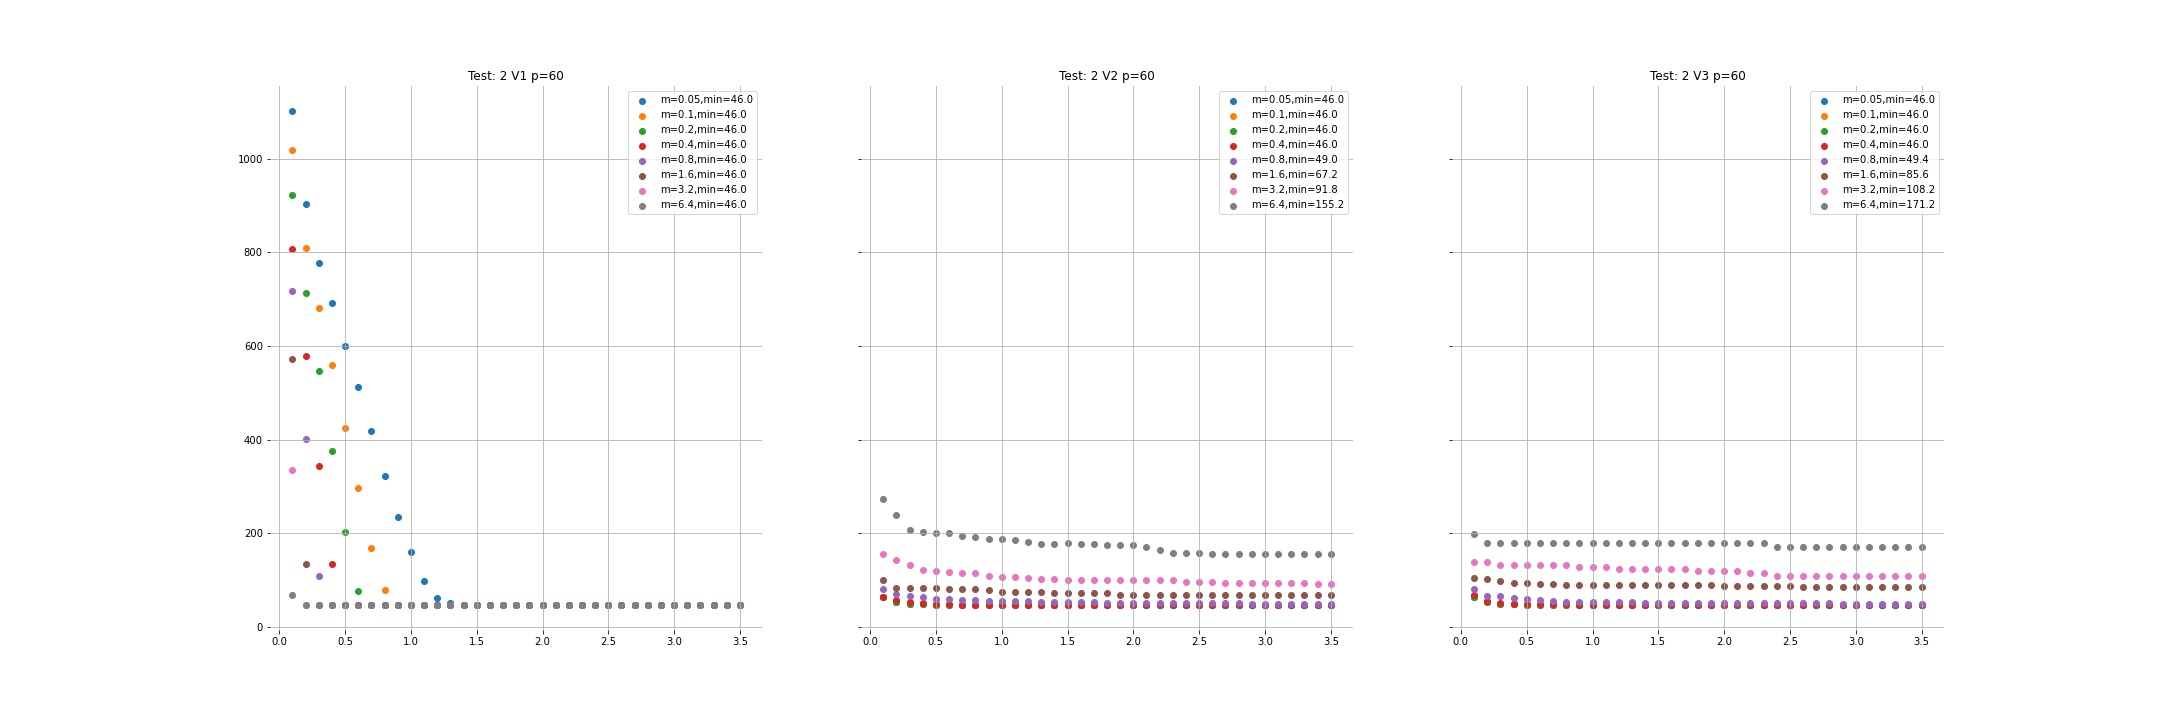 Test: 2 V1 p=60
m=0.05,min=46.0
m=0.1,min=46.0
m=0.2,min=46.0
m=0.4,min=46.0
m=0.8,min=46.0
m=1.6,min=46.0
m=3.2,min=46.0
m=6.4,min=46.0
1000
800
600
400
200
0
0.0 0.5 1.0 1.5 2.0 2.5 3.0 3.5
Test: 2 V2 p=60
m=0.05,min=46.0
m=0.1,min=46.0
m=0.2,min=46.0
m=0.4,min=46.0
m=0.8,min=49.0
m=1.6,min=67.2
m=3.2,min=91.8
m=6.4,min=155.2
0.0 0.5 1.0 1.5 2.0 2.5 3.0 3.5
Test: 2 V3 p=60
m=0.05,min=46.0
m=0.1,min=46.0
m=0.2,min=46.0
m=0.4,min=46.0
m=0.8,min=49.4
m=1.6,min=85.6
m=3.2,min=108.2
m=6.4,min=171.2
0.0 0.5 1.0 1.5 2.0 2.5 3.0 3.5